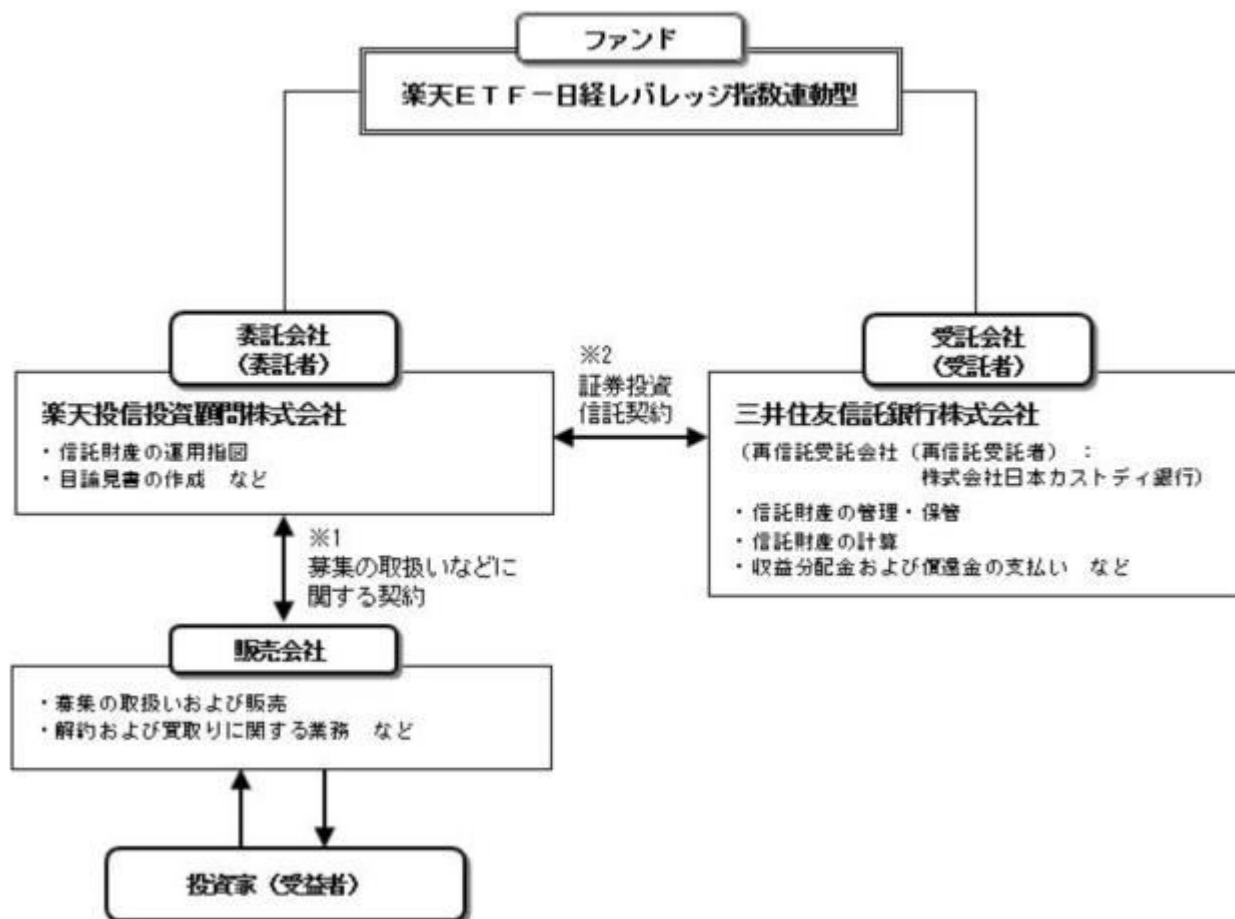 ファンド
楽天ＥＴＦ－日経レバレッジ指数連動型
委託会社
（委託者）
楽天投信投資顧問株式会社
・信託財産の運用指図
・目論見書の作成　など
※2
証券投資
信託契約
受託会社
（受託者）
三井住友信託銀行株式会社
（再信託受託会社（再信託受託者）　：
株式会社日本カストディ銀行）
・信託財産の管理・保管
・信託財産の計算
・収益分配金および償還金の支払い　など
※1
募集の取扱いなどに
関する契約
販売会社
・募集の取扱いおよび販売
・解約および買取りに関する業務　など
投資家（受益者）